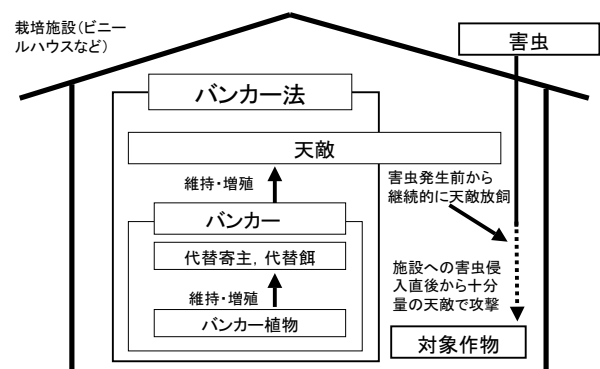 栽培施設(ビニー
ルハウスなど)
害虫
バンカー法
天敵
維持・増殖
害虫発生前から
継続的に天敵放飼
バンカー
代替寄主，代替餌
維持・増殖
施設への害虫侵
入直後から十分
量の天敵で攻撃
バンカー植物
対象作物